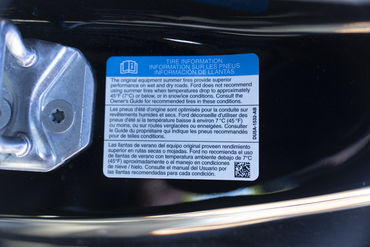 TIRE INFORMATION
INFORMATION SUR LES PNEUS
INFORMACIÓN DE LLANTAS
The original equipment summer tires provide superior
performance on wet and dry roads. Ford does not recommend
using summer tires when temperatures drop to approximately
45°F (7°C) or below, or in snow/ice conditions. Consult the
Owner's Guide for recommended tires in these conditions.
Les pneus d'été d'origine sont optimisés pour la conduite sur
revêtements humides et secs. Ford déconseille d'utiliser des
pneus d'été si la température baisse à environ 7 °C (45 °F)
ou moins, ou sur routes verglacées ou enneigées. Consulter
le Guide du propriétaire qui indique les pneus recommandés
pour de telles conditions.
Las llantas de verano del equipo original proveen rendimiento
superior en rutas secas o mojadas. Ford no recomienda el uso
de llantas de verano con temperatura ambiente debajo de 7°C
(45°F) aproximadamente o al manejo en condiciones
de nieve / hielo. Consulte el manual del Usuario por
las llantas recomendadas para esta condición.